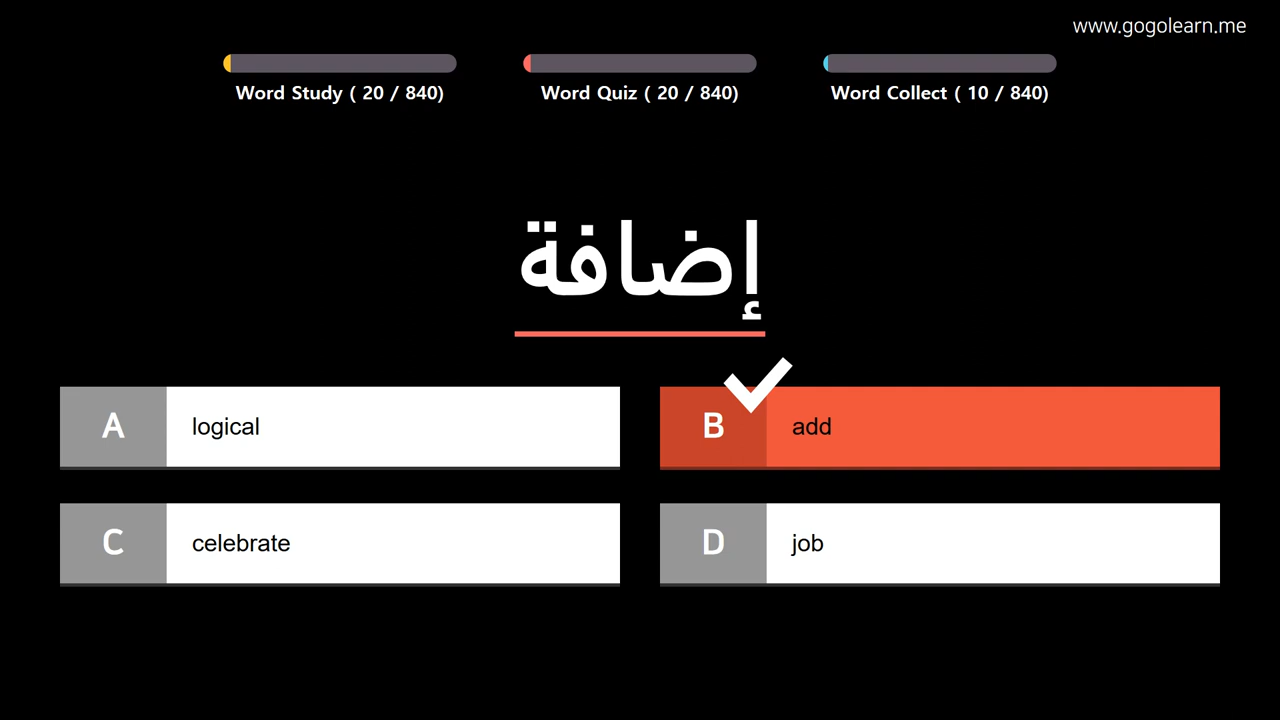 www.gogolearn.me
Word Study ( 20 / 840)
Word Quiz ( 20 / 840)
Word Collect ( 10 / 840)
إضافة
A
logical
B
add
C
celebrate
D
job